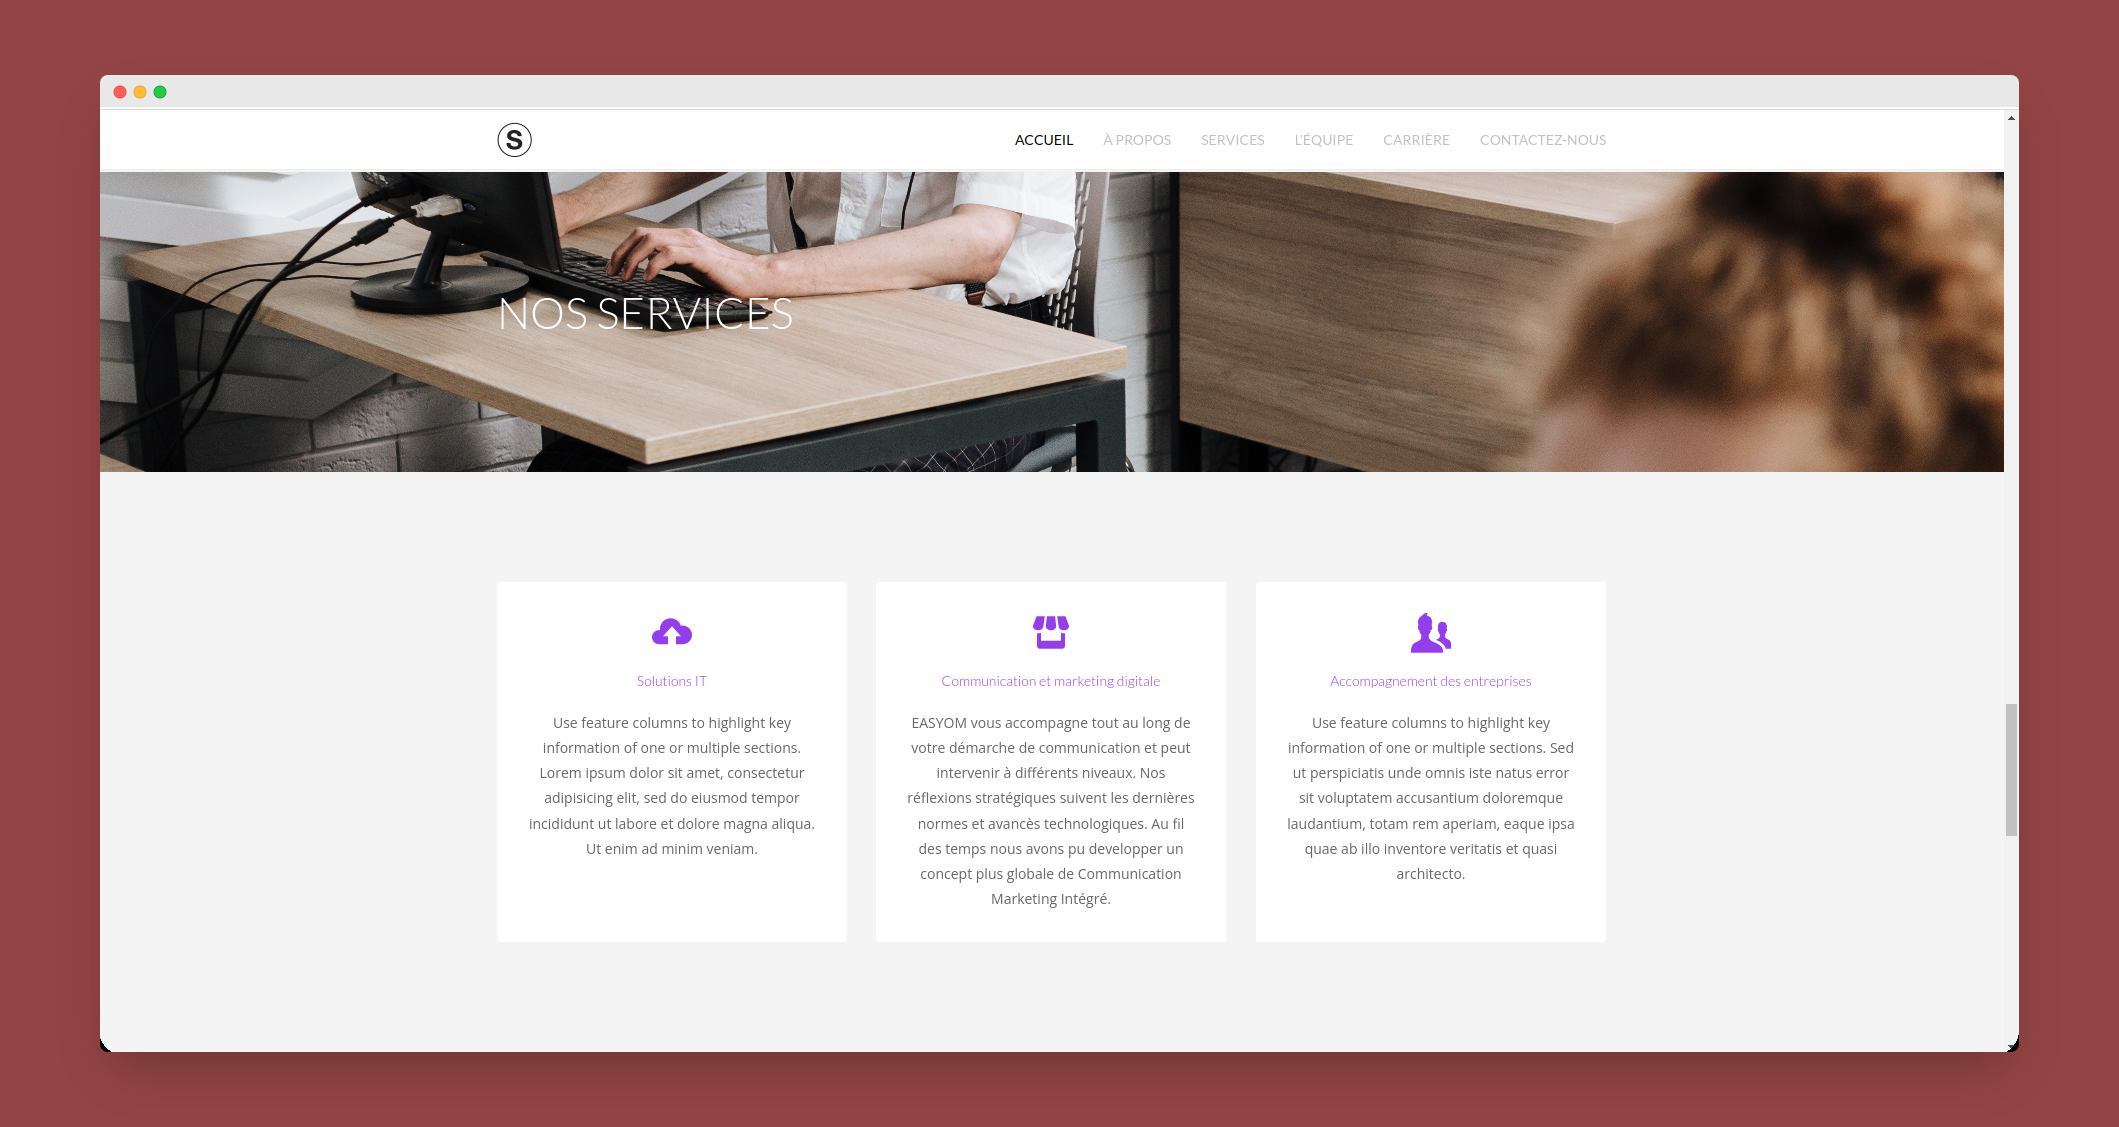 S
ACCUEIL À PROPOS SERVICES L'ÉQUIPE CARRIÈRE CONTACTEZ-NOUS
NOS SERVICES
Solutions IT
Use feature columns to highlight key
information of one or multiple sections.
Lorem ipsum dolor sit amet, consectetur
adipisicing elit, sed do eiusmod tempor
incididunt ut labore et dolore magna aliqua.
Ut enim ad minim veniam.
Communication et marketing digitale
EASYOM vous accompagne tout au long de
votre démarche de communication et peut
intervenir à différents niveaux. Nos
réflexions stratégiques suivent les dernières
normes et avancès technologiques. Au fil
des temps nous avons pu developper un
concept plus globale de Communication
Marketing Intégré.
Accompagnement des entreprises
Use feature columns to highlight key
information of one or multiple sections. Sed
ut perspiciatis unde omnis iste natus error
sit voluptatem accusantium doloremque
laudantium, totam rem aperiam, eaque ipsa
quae ab illo inventore veritatis et quasi
architecto.